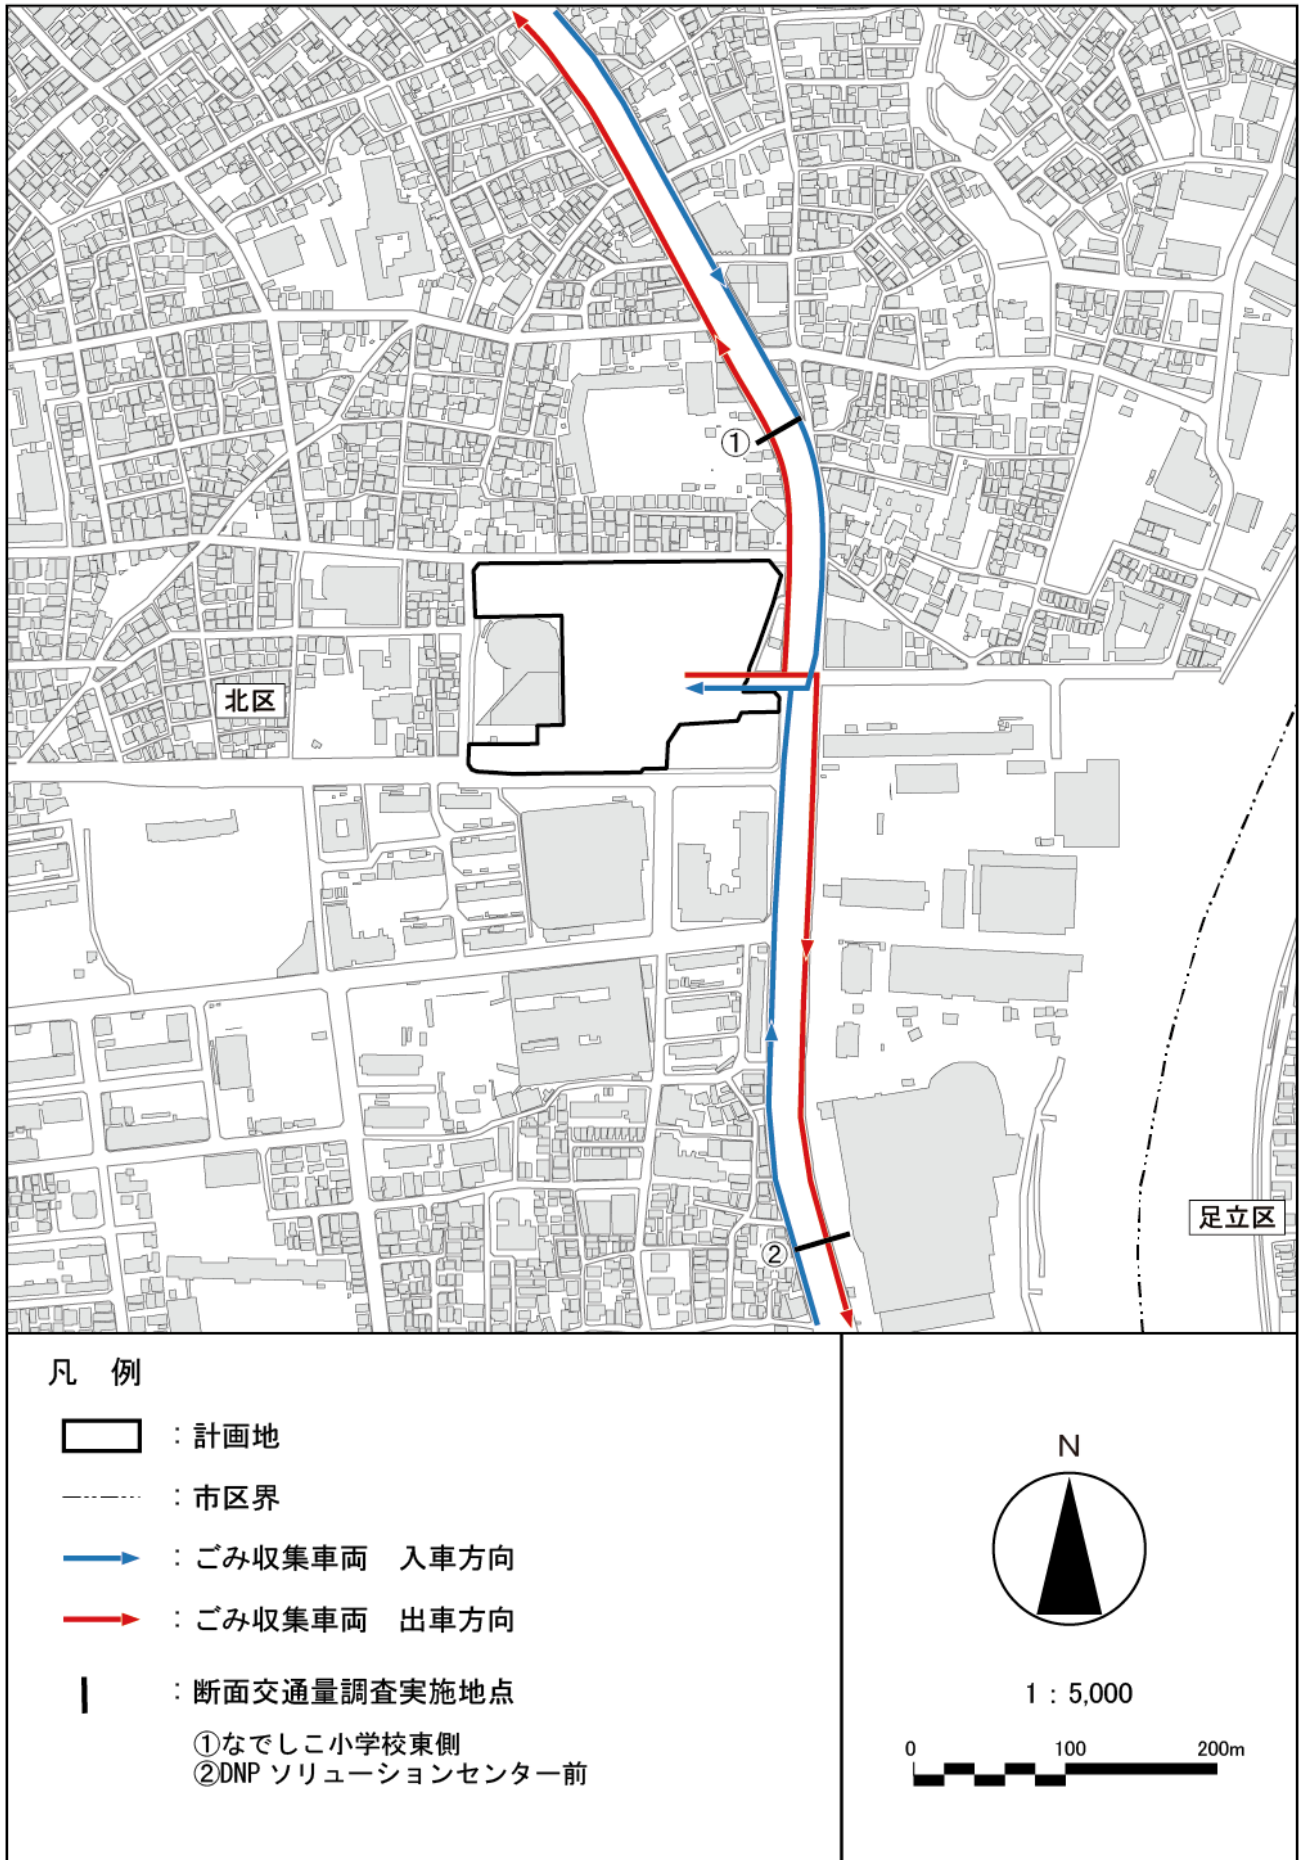 ①
北区
足立区
②
凡　例
：計画地
：市区界
：ごみ収集車両　入車方向
：ごみ収集車両　出車方向
：断面交通量調査実施地点
①なでしこ小学校東側
②DNP ソリューションセンター前
N
1：5,000
0 100 200m